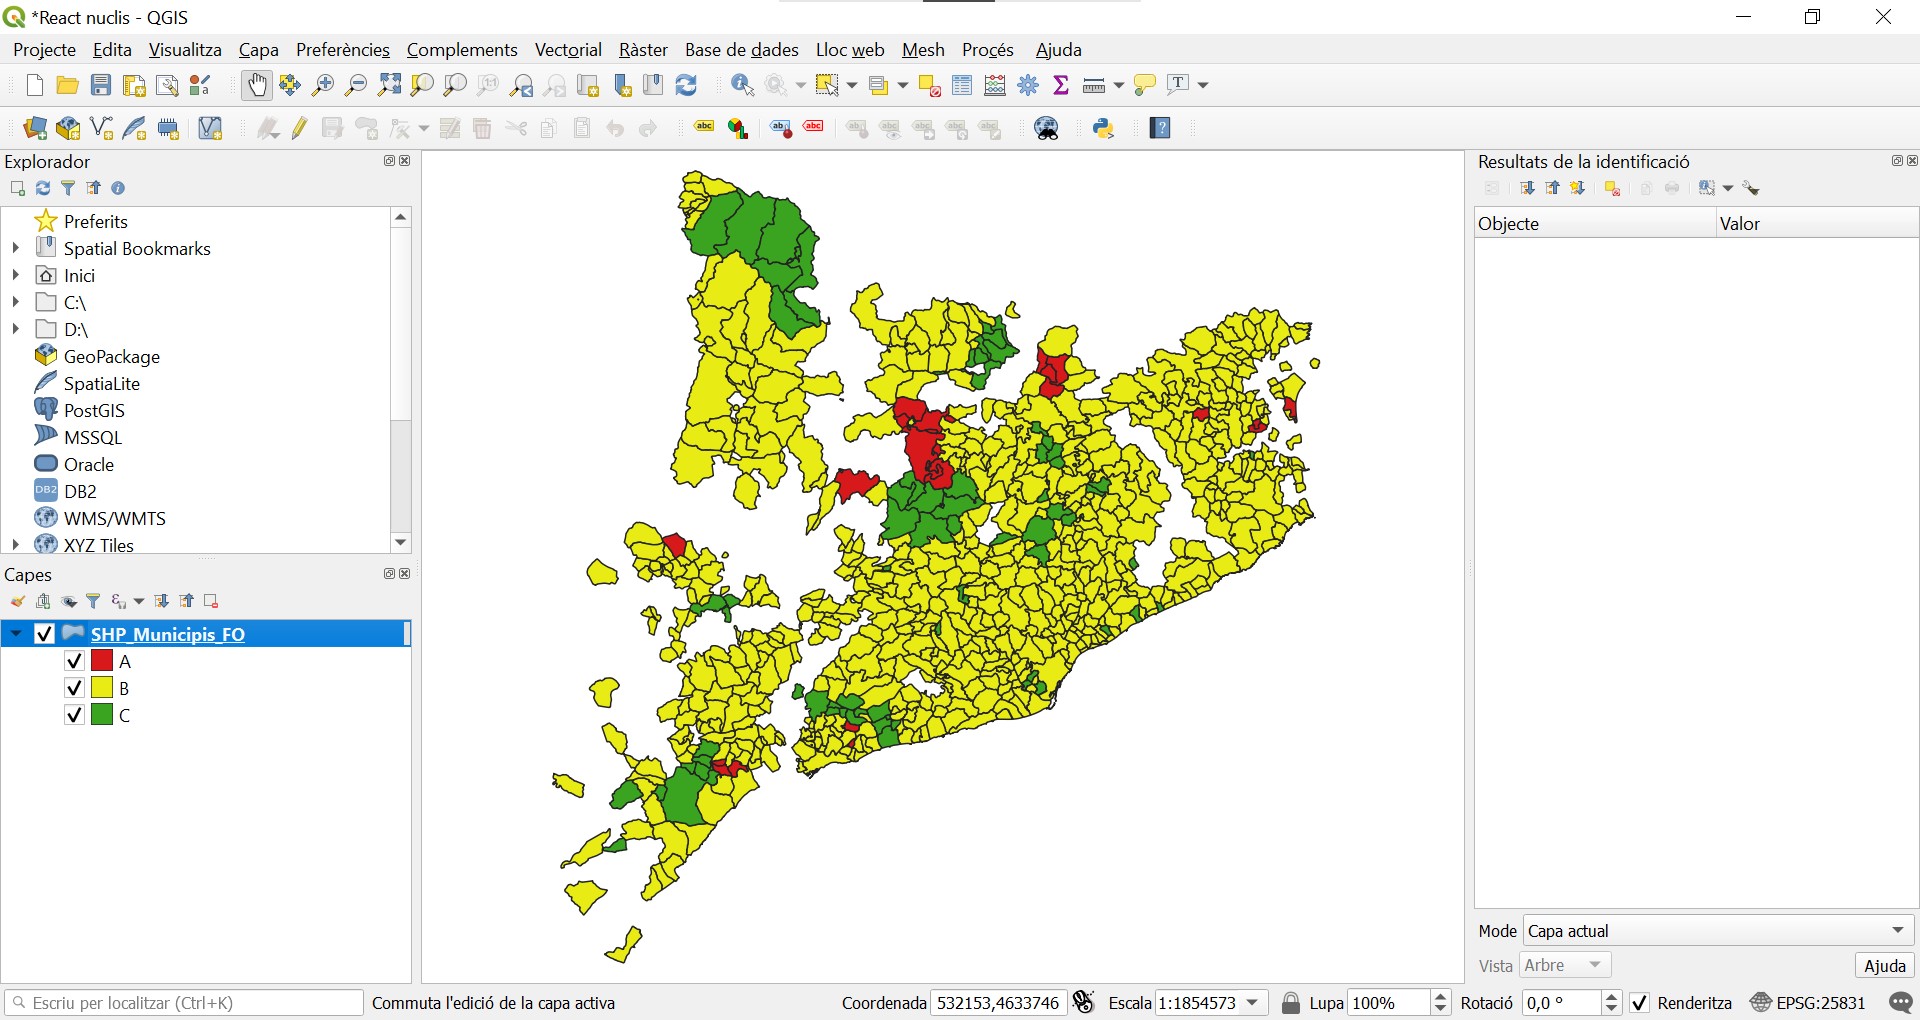 *React nuclis - QGIS
Projecte Edita Visualitza Capa Preferències Complements Vectorial Ràster Base de dades Lloc web Mesh Procés Ajuda
Explorador
Preferits
Spatial Bookmarks
Inici
C:\
D:\
GeoPackage
SpatiaLite
PostGIS
MSSQL
Oracle
DB2
WMS/WMTS
XYZ Tiles
Capes
SHP_Municipis_FO
A
B
C
Resultats de la identificació
Objecte Valor
Mode Capa actual
Vista Arbre Ajuda
Escriu per localitzar (Ctrl+K) Commuta l'edició de la capa activa Coordenada 532153,4633746 Escala 1:1854573 Lupa 100% Rotació 0,0 ° Renderitza EPSG:25831